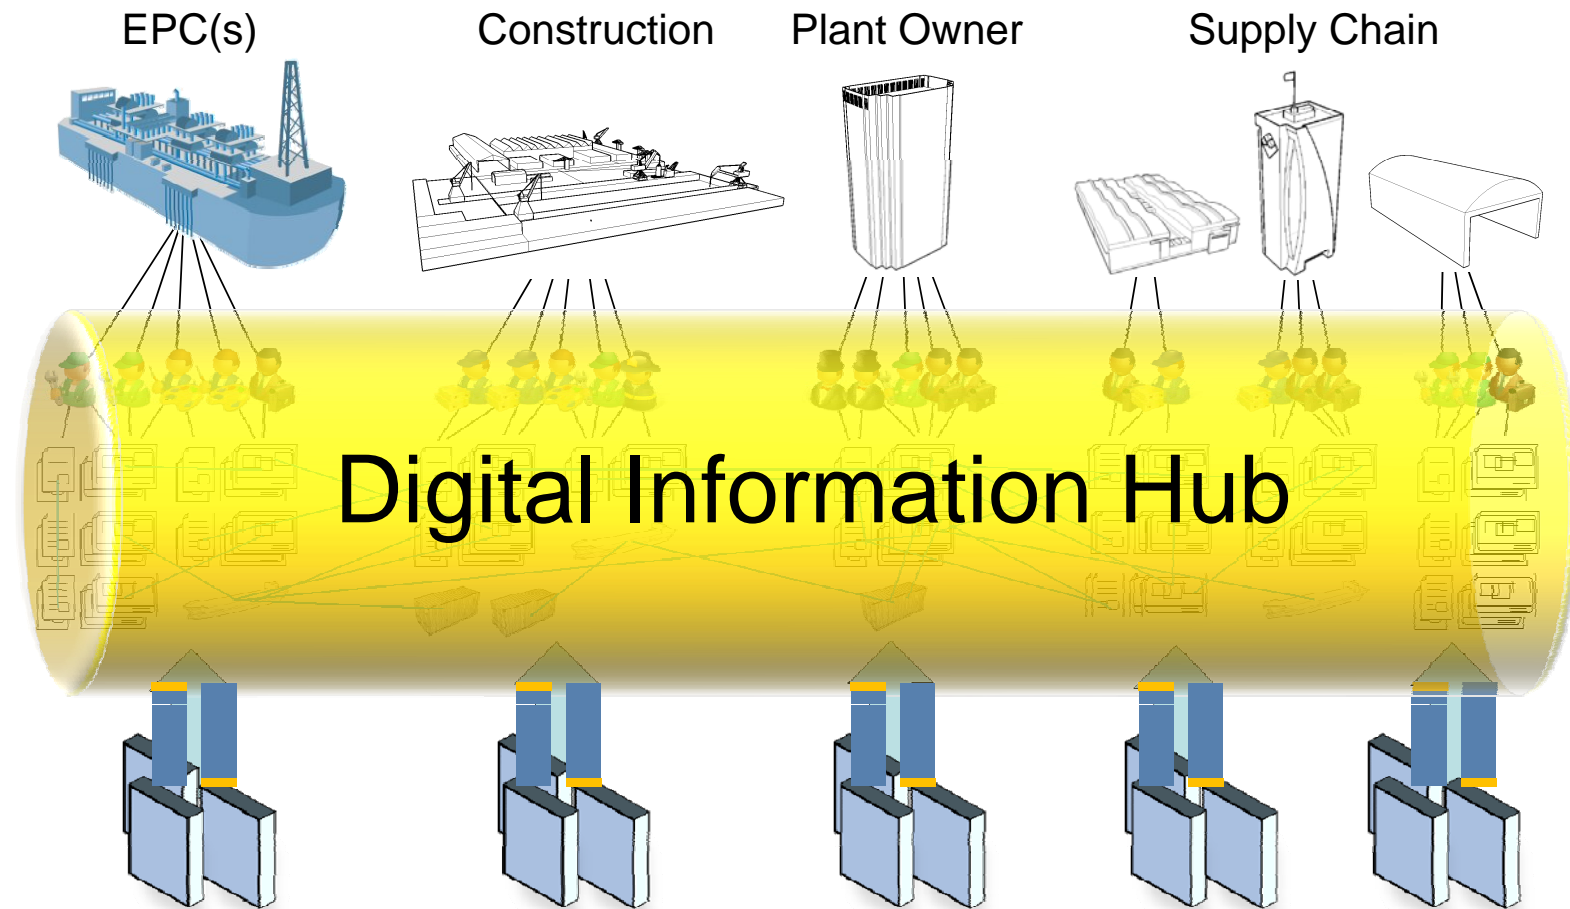 EPC(s)
Construction
Plant Owner
Supply Chain
Digital Information Hub